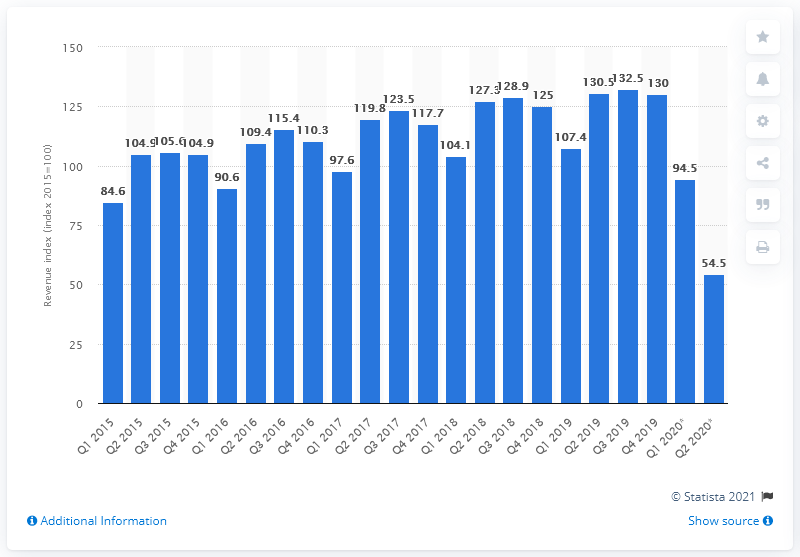 150
125
100
75
50
25
0
Revenue index (index 2015=100)
84.6
104.9
105.6
104.9
90.6
109.4
115.4
110.3
97.6
119.8
123.5
117.7
104.1
127.3
128.9
125
107.4
130.5
132.5
130
94.5
54.5
Q1 2015
Q2 2015
Q3 2015
Q4 2015
Q1 2016
Q2 2016
Q3 2016
Q4 2016
Q1 2017
Q2 2017
Q3 2017
Q4 2017
Q1 2018
Q2 2018
Q3 2018
Q4 2018
Q1 2019
Q2 2019
Q3 2019
Q4 2019
Q1 2020*
Q2 2020*
© Statista 2021
Additional Information
Show source